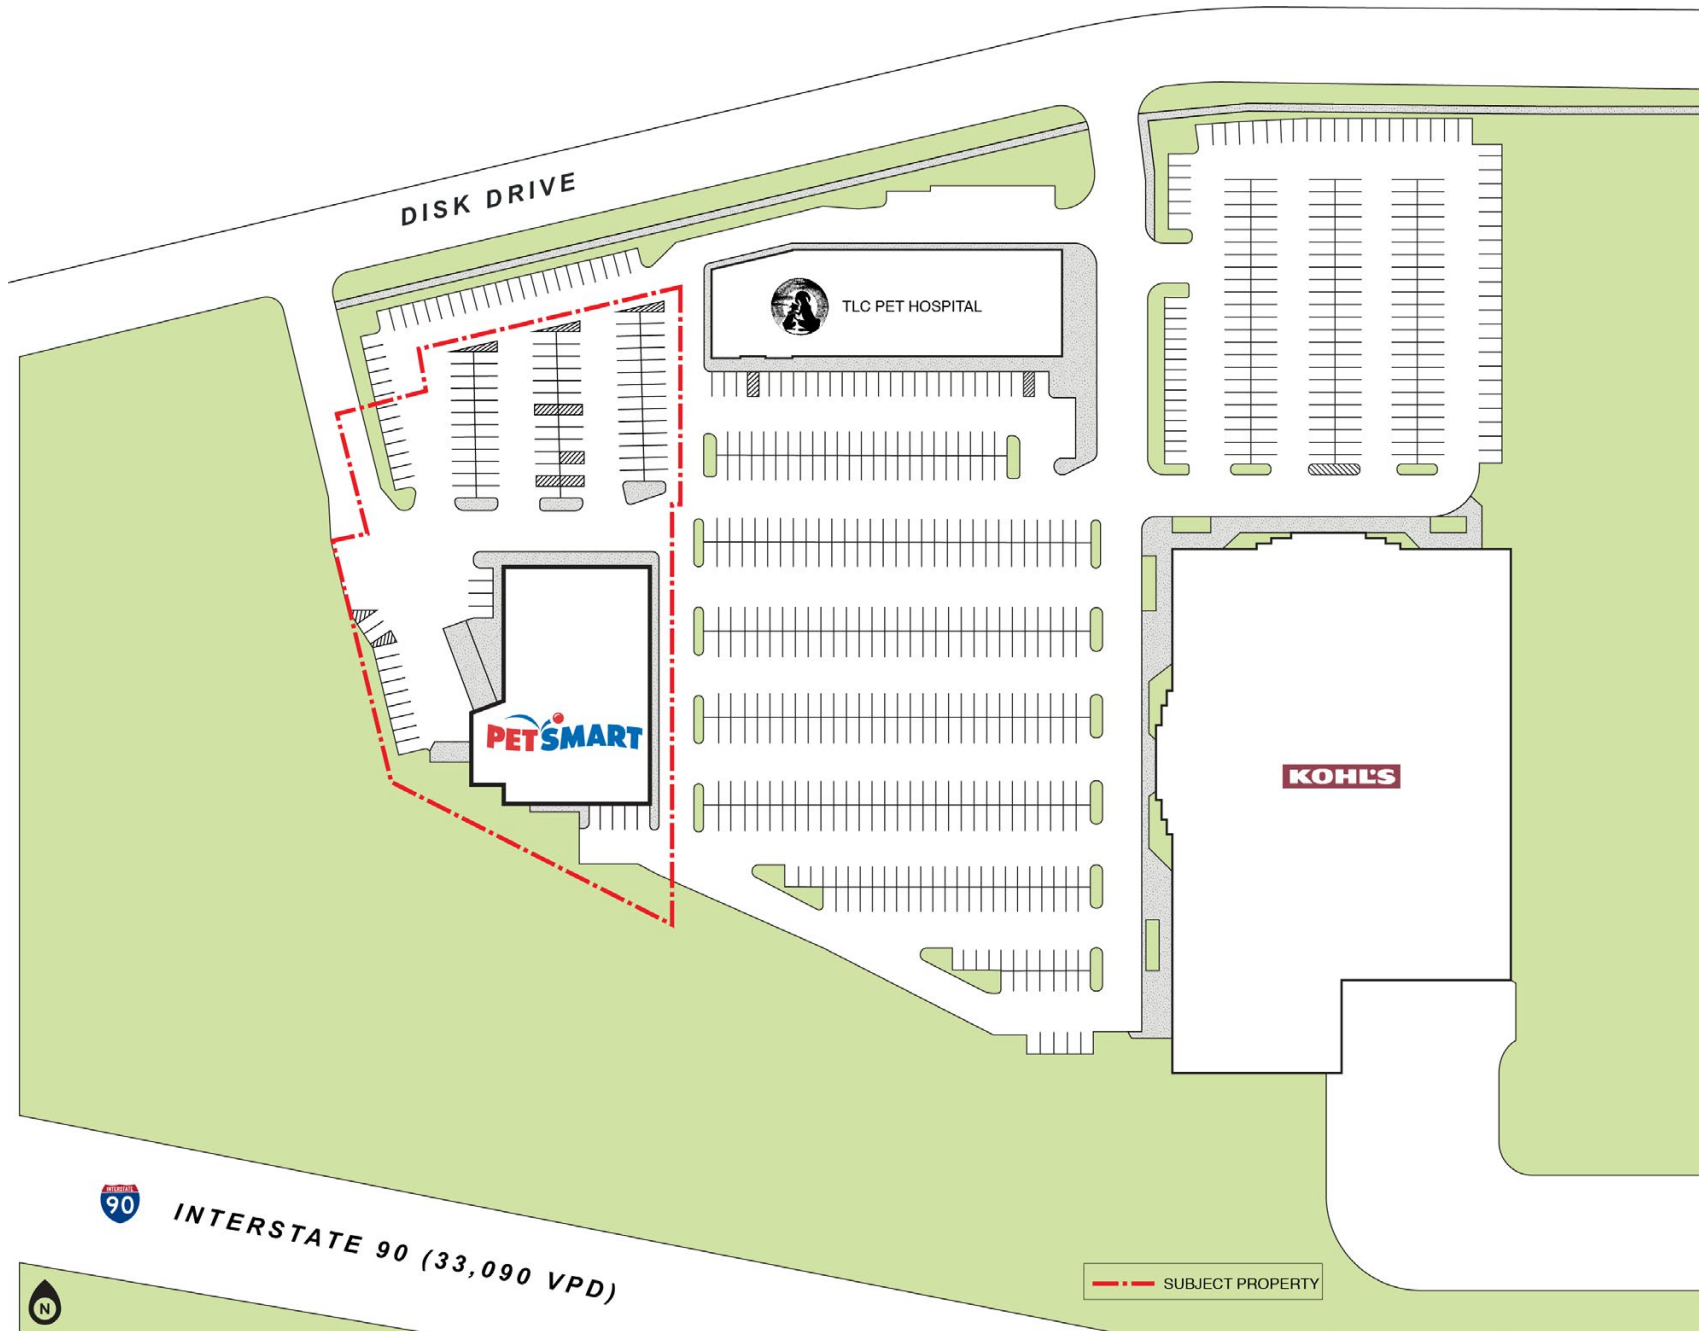 DISK DRIVE
TLC PET HOSPITAL
PETSMART
KOHL'S
INTERSTATE
90
INTERSTATE 90 (33,090 VPD)
SUBJECT PROPERTY
N